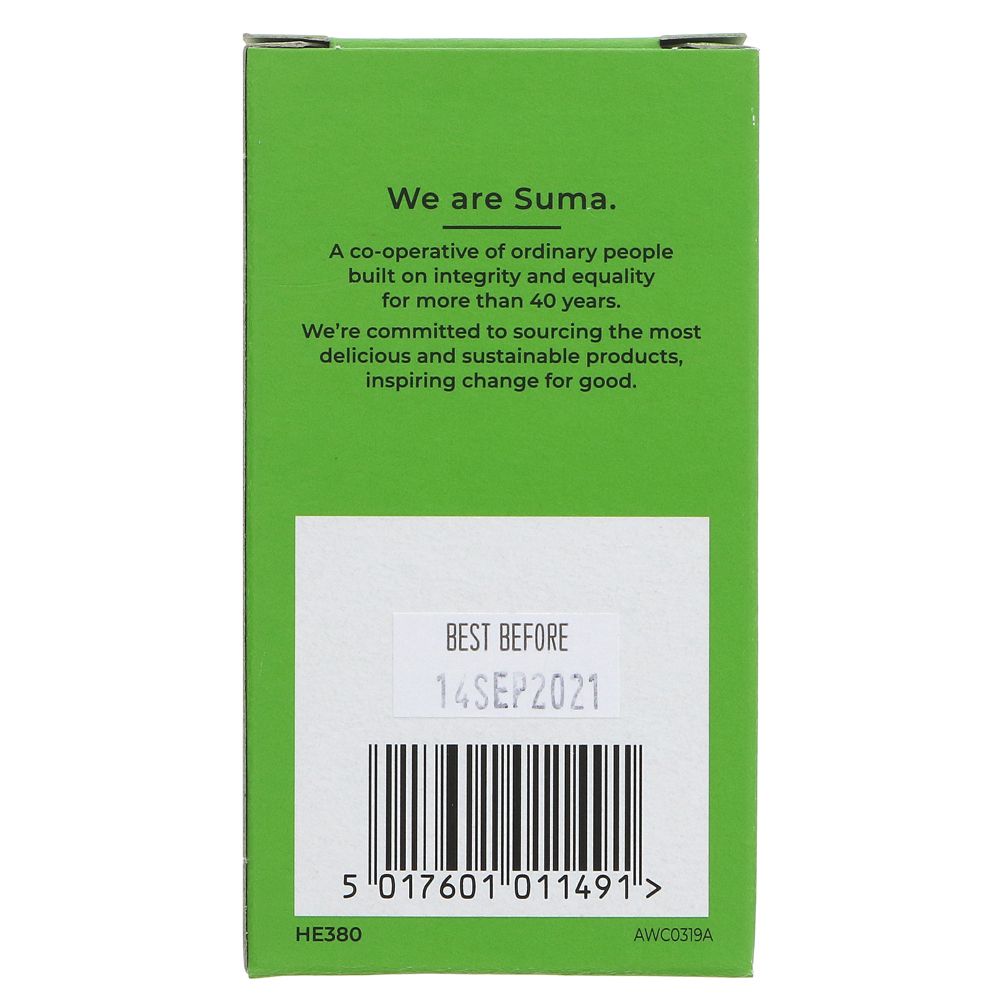 We are Suma.
A co-operative of ordinary people
built on integrity and equality
for more than 40 years.
We're committed to sourcing the most
delicious and sustainable products,
inspiring change for good.
BEST BEFORE
14SEP2021
5 017601 011491 >
HE380
AWC0319A